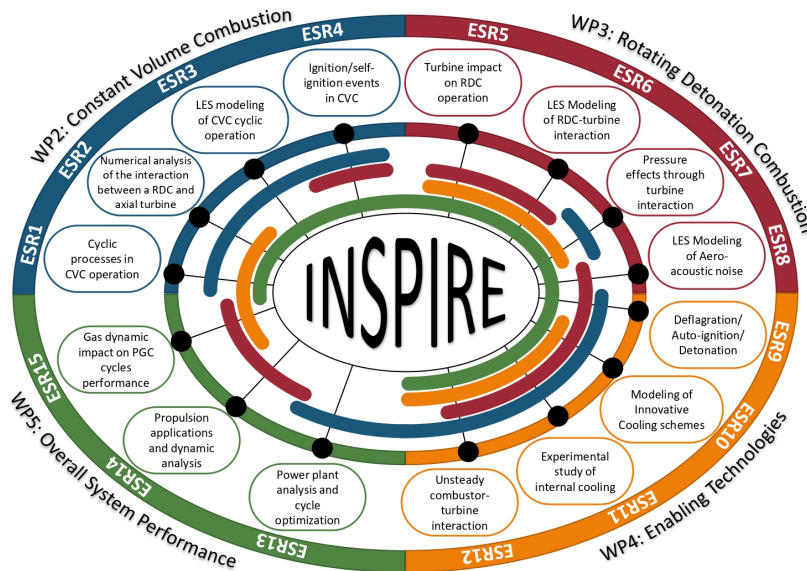 WP2: Constant Volume Combustion
WP3: Rotating Detonation Combustion
WP4: Enabling Technologies
WP5: Overall System Performance
ESR1
ESR2
ESR3
ESR4
ESR5
ESR6
ESR7
ESR8
ESR9
ESR10
ESR11
ESR12
ESR13
ESR14
ESR15
Cyclic
processes in
CVC operation
Numerical analysis
of the interaction
between a RDC and
axial turbine
LES modeling
of CVC cyclic
operation
Ignition/self-
ignition events
in CVC
Turbine impact
on RDC
operation
LES Modeling
of RDC-turbine
interaction
Pressure
effects through
turbine
interaction
LES Modeling
of Aero-
acoustic noise
Deflagration/
Auto-ignition/
Detonation
Modeling of
Innovative
Cooling schemes
Experimental
study of
internal cooling
Unsteady
combustor-
turbine
interaction
Power plant
analysis and
cycle
optimization
Propulsion
applications
and dynamic
analysis
Gas dynamic
impact on PGC
cycles
performance
INSPIRE